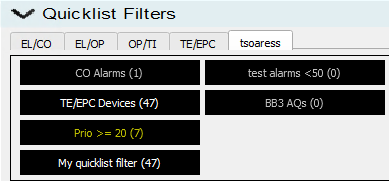 Quicklist Filters
EL/CO EL/OP OP/TI TE/EPC tsoaress
CO Alarms (1) test alarms <50 (0)
TE/EPC Devices (47) BB3 AQs (0)
Prio >= 20 (7)
My quicklist filter (47)